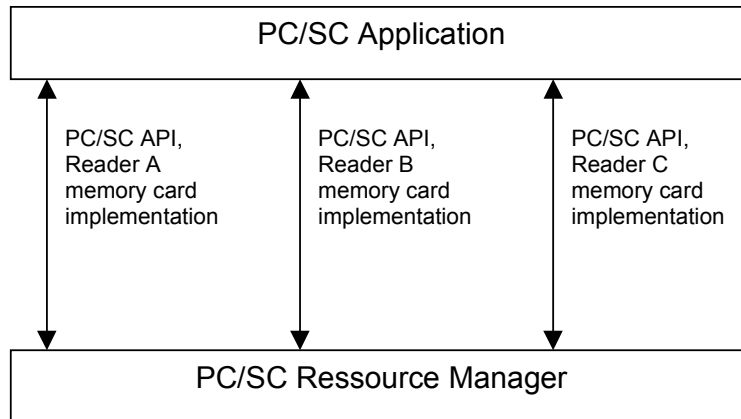 PC/SC Application
PC/SC API,
Reader A
memory card
implementation
PC/SC API,
Reader B
memory card
implementation
PC/SC API,
Reader C
memory card
implementation
PC/SC Ressource Manager